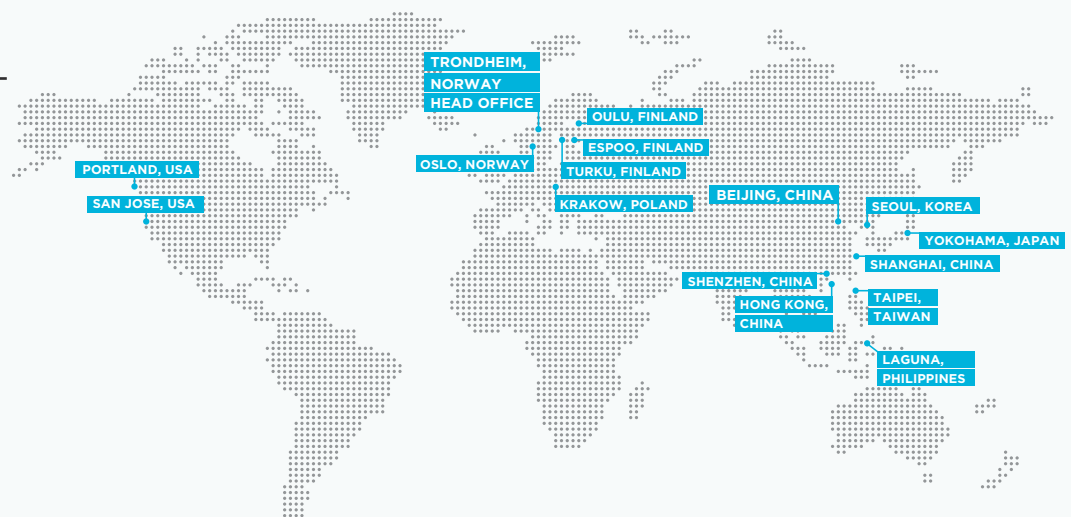 TRONDHEIM,
NORWAY
HEAD OFFICE
OULU, FINLAND
ESPOO, FINLAND
OSLO, NORWAY
TURKU, FINLAND
PORTLAND, USA
SAN JOSE, USA
KRAKOW, POLAND
BEIJING, CHINA
SEOUL, KOREA
YOKOHAMA, JAPAN
SHANGHAI, CHINA
SHENZHEN, CHINA
HONG KONG,
CHINA
TAIPEI,
TAIWAN
LAGUNA,
PHILIPPINES